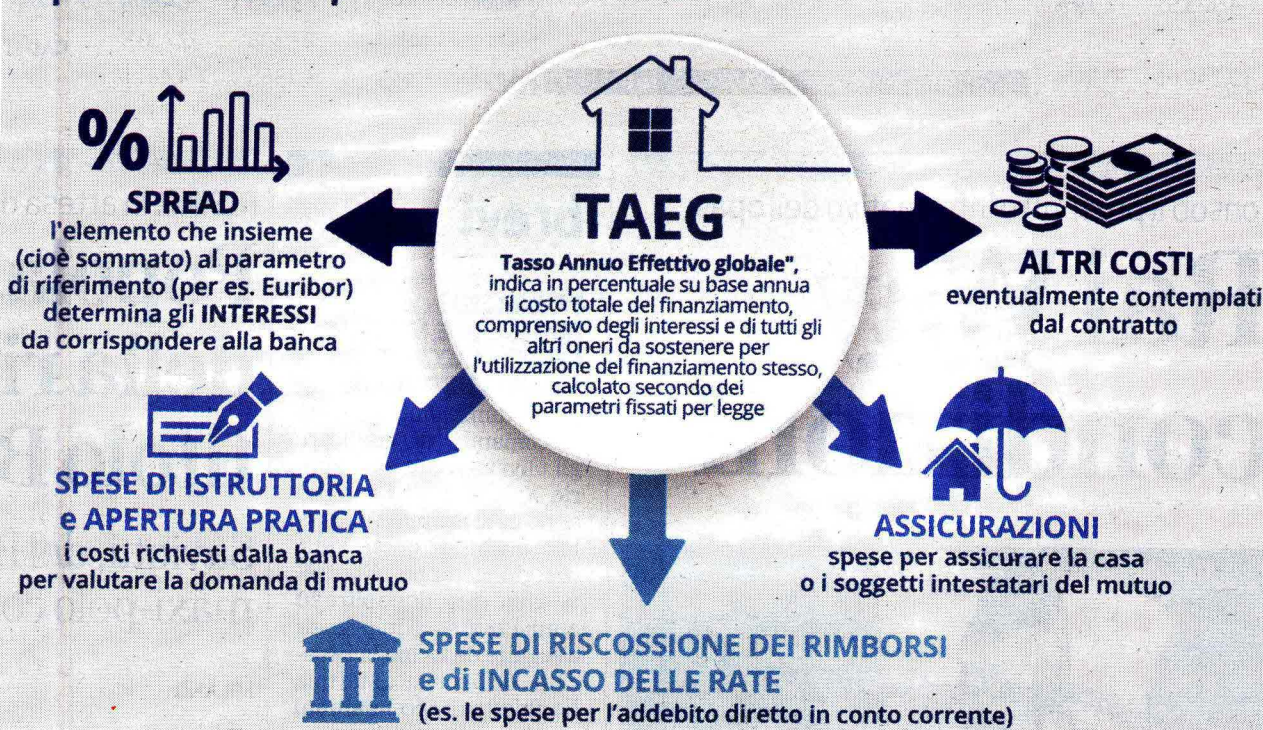 TAEG
Tasso Annuo Effettivo globale",
indica in percentuale su base annua
il costo totale del finanziamento,
comprensivo degli interessi e di tutti gli
altri oneri da sostenere per
l'utilizzazione del finanziamento stesso,
calcolato secondo dei
parametri fissati per legge
%
SPREAD
l'elemento che insieme
(cioè sommato) al parametro
di riferimento (per es. Euribor)
determina gli INTERESSI
da corrispondere alla banca
ALTRI COSTI
eventualmente contemplati
dal contratto
SPESE DI ISTRUTTORIA
e APERTURA PRATICA
i costi richiesti dalla banca
per valutare la domanda di mutuo
ASSICURAZIONI
spese per assicurare la casa
o i soggetti intestatari del mutuo
SPESE DI RISCOSSIONE DEI RIMBORSI
e di INCASSO DELLE RATE
(es. le spese per l'addebito diretto in conto corrente)